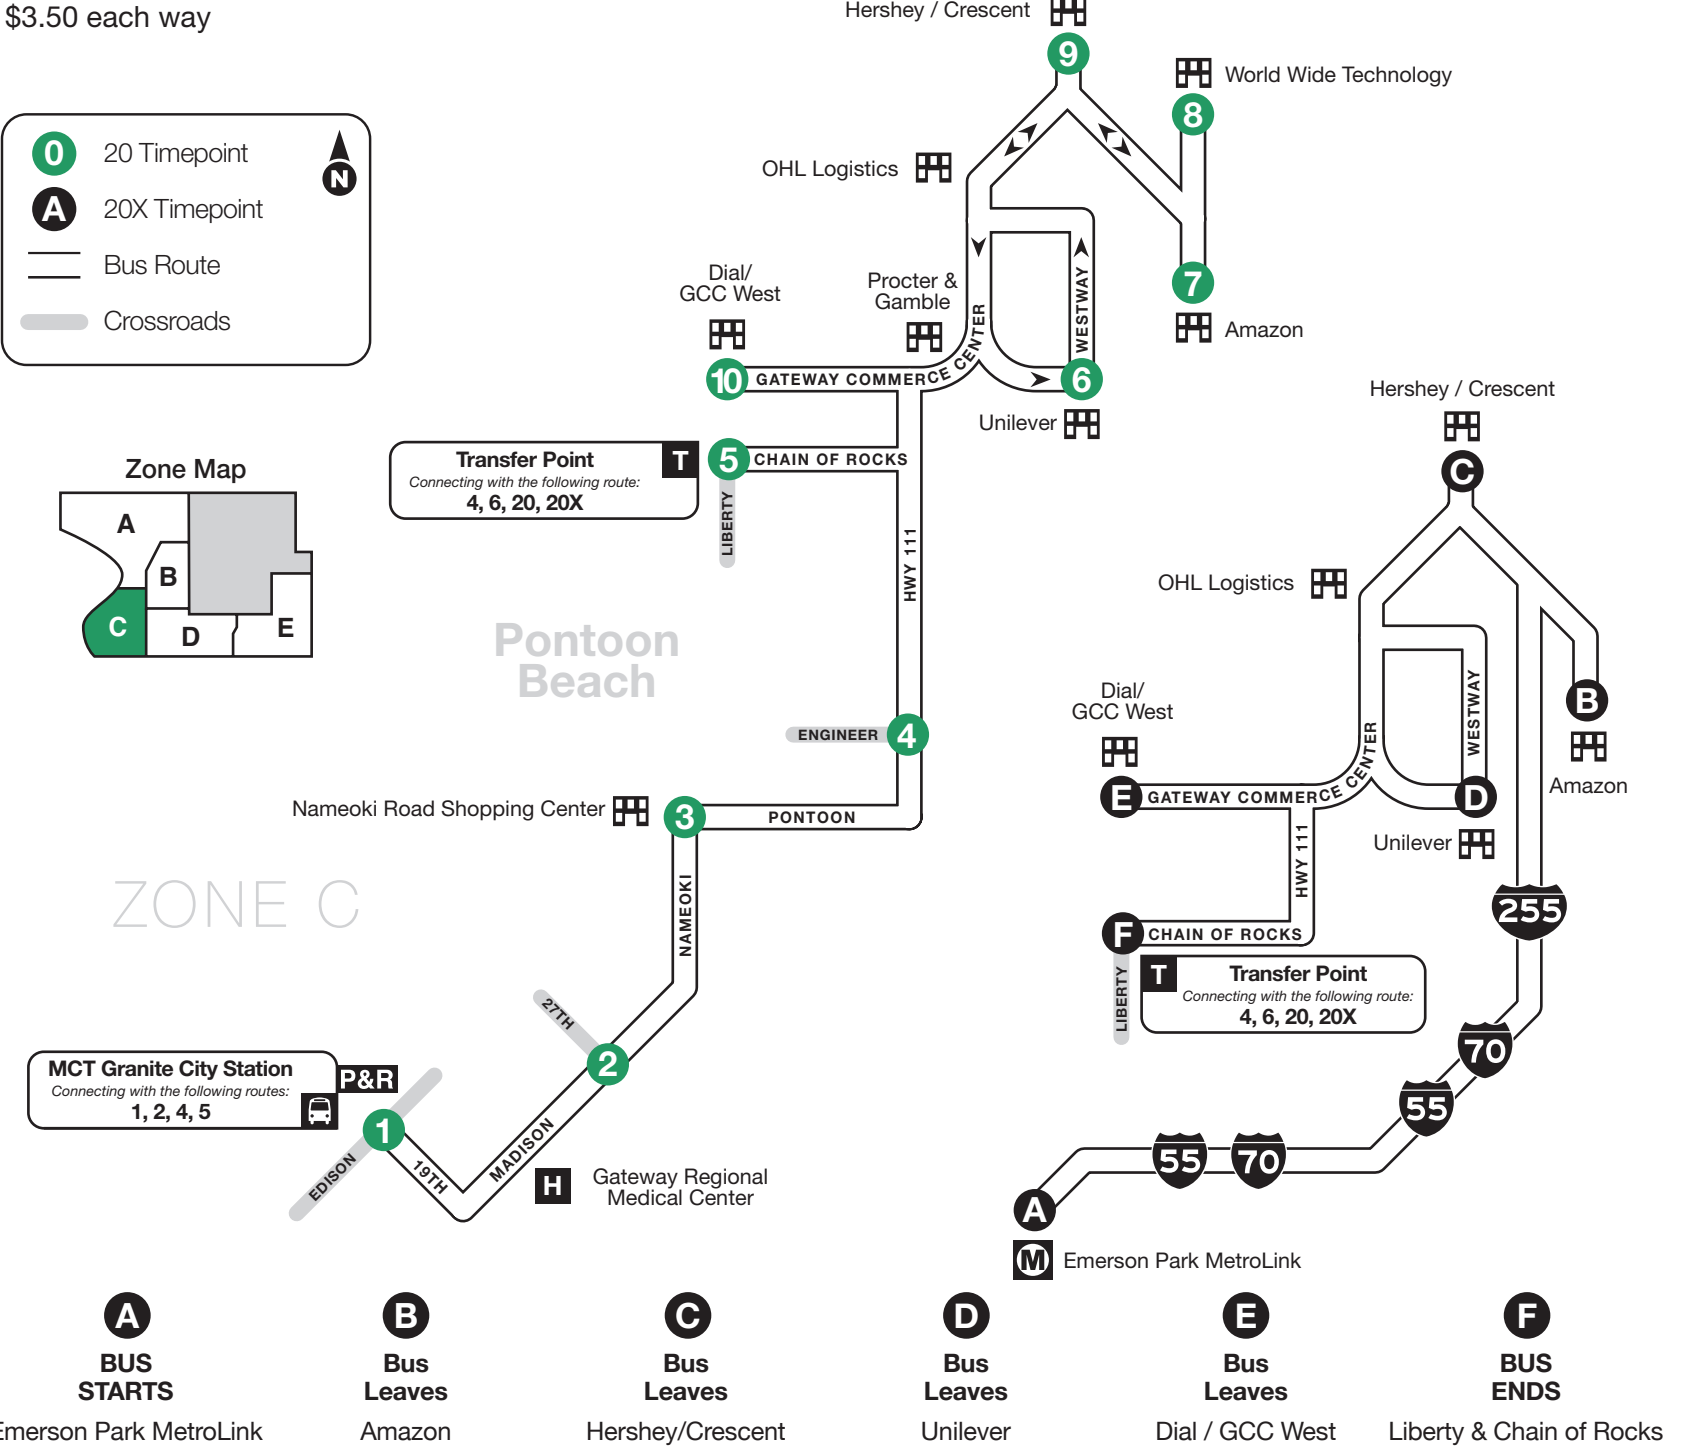 $3.50 each way
0 20 Timepoint
A 20X Timepoint
Bus Route
Crossroads
N
Zone Map
A
B
C
D
E
Hershey / Crescent
9
World Wide Technology
8
OHL Logistics
7
Amazon
WESTWAY
Dial/
GCC West
Procter &
Gamble
10
GATEWAY COMMERCE CENTER
6
Unilever
Transfer Point
Connecting with the following route:
4, 6, 20, 20X
T
5
CHAIN OF ROCKS
LIBERTY
HWY 111
Pontoon
Beach
ENGINEER
4
Nameoki Road Shopping Center
3
PONTOON
ZONE C
NAMEOKI
27TH
2
MCT Granite City Station
Connecting with the following routes:
1, 2, 4, 5
P&R
1
EDISON
19TH
MADISON
H
Gateway Regional
Medical Center
Hershey / Crescent
C
OHL Logistics
WESTWAY
B
Amazon
Dial/
GCC West
E
GATEWAY COMMERCE CENTER
D
Unilever
HWY 111
F
CHAIN OF ROCKS
LIBERTY
T
Transfer Point
Connecting with the following route:
4, 6, 20, 20X
255
70
55
55
70
A
M
Emerson Park MetroLink
A
BUS
STARTS
Emerson Park MetroLink
B
Bus
Leaves
Amazon
C
Bus
Leaves
Hershey/Crescent
D
Bus
Leaves
Unilever
E
Bus
Leaves
Dial / GCC West
F
BUS
ENDS
Liberty & Chain of Rocks